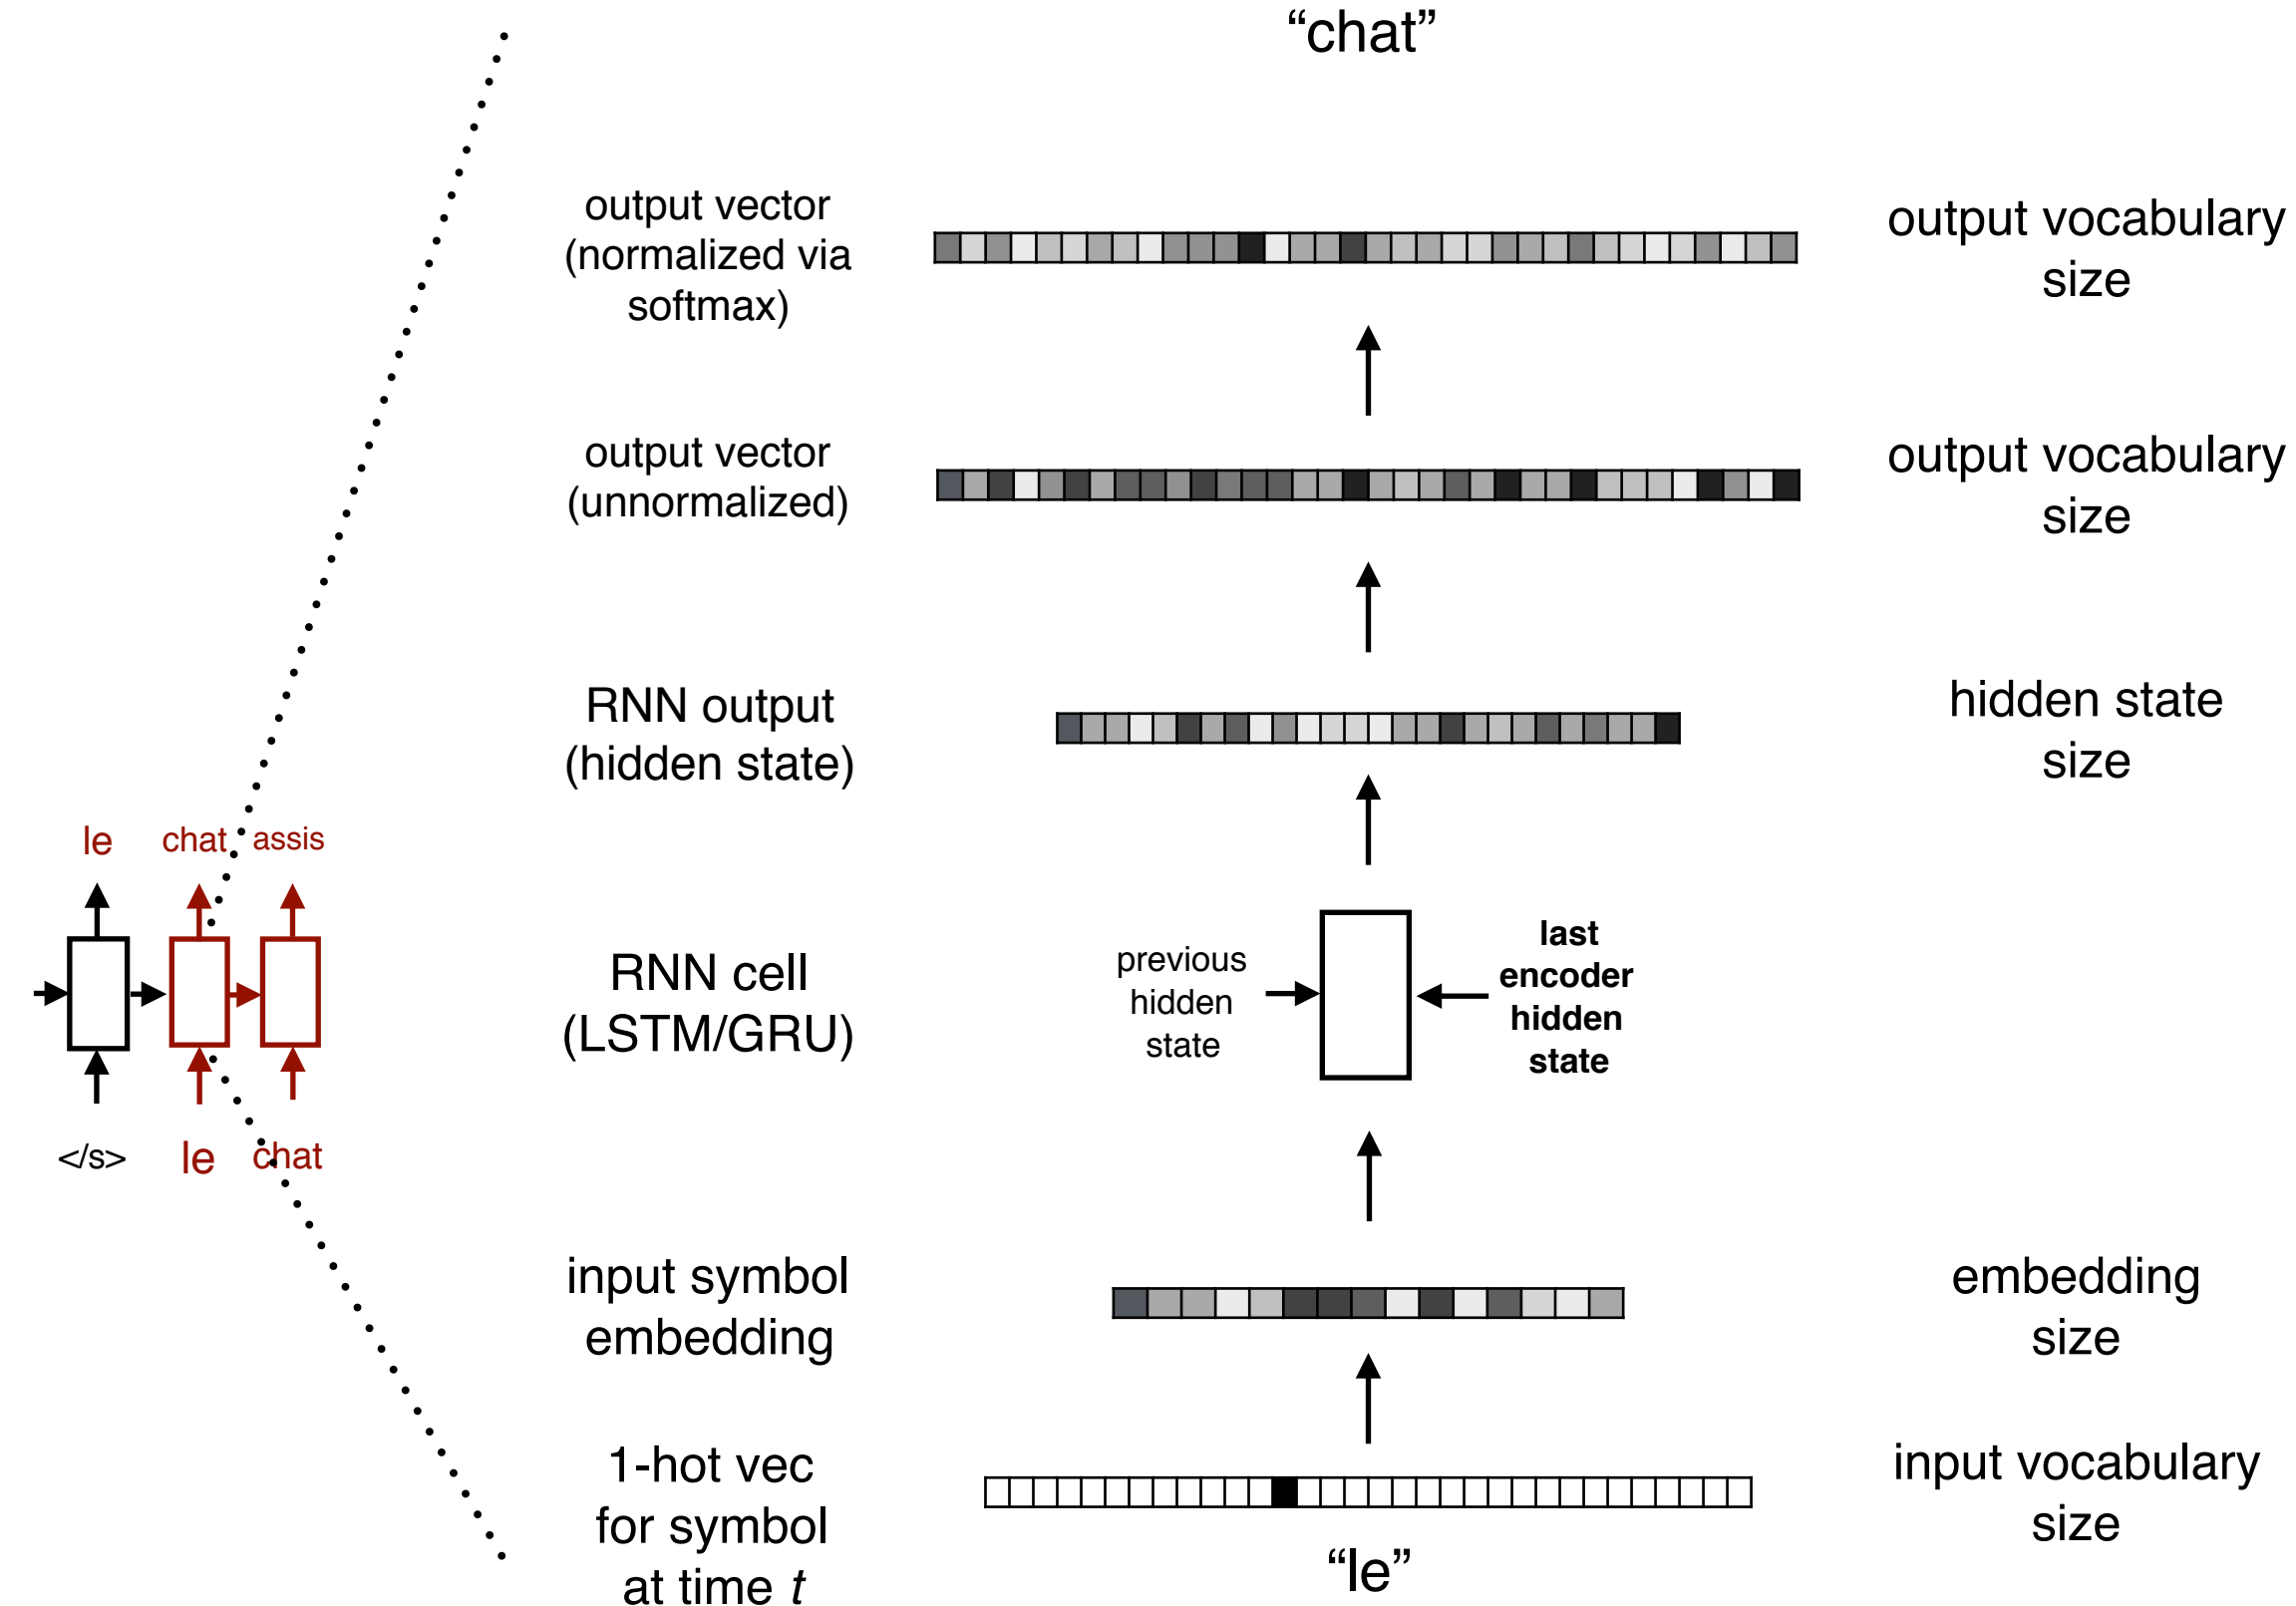 “chat”
output vector
(normalized via
softmax)
output vocabulary
size
output vector
(unnormalized)
output vocabulary
size
RNN output
(hidden state)
hidden state
size
le
chat
assis
RNN cell
(LSTM/GRU)
previous
hidden
state
last
encoder
hidden
state
</s>
le
chat
input symbol
embedding
embedding
size
1-hot vec
for symbol
at time t
input vocabulary
size
“le”